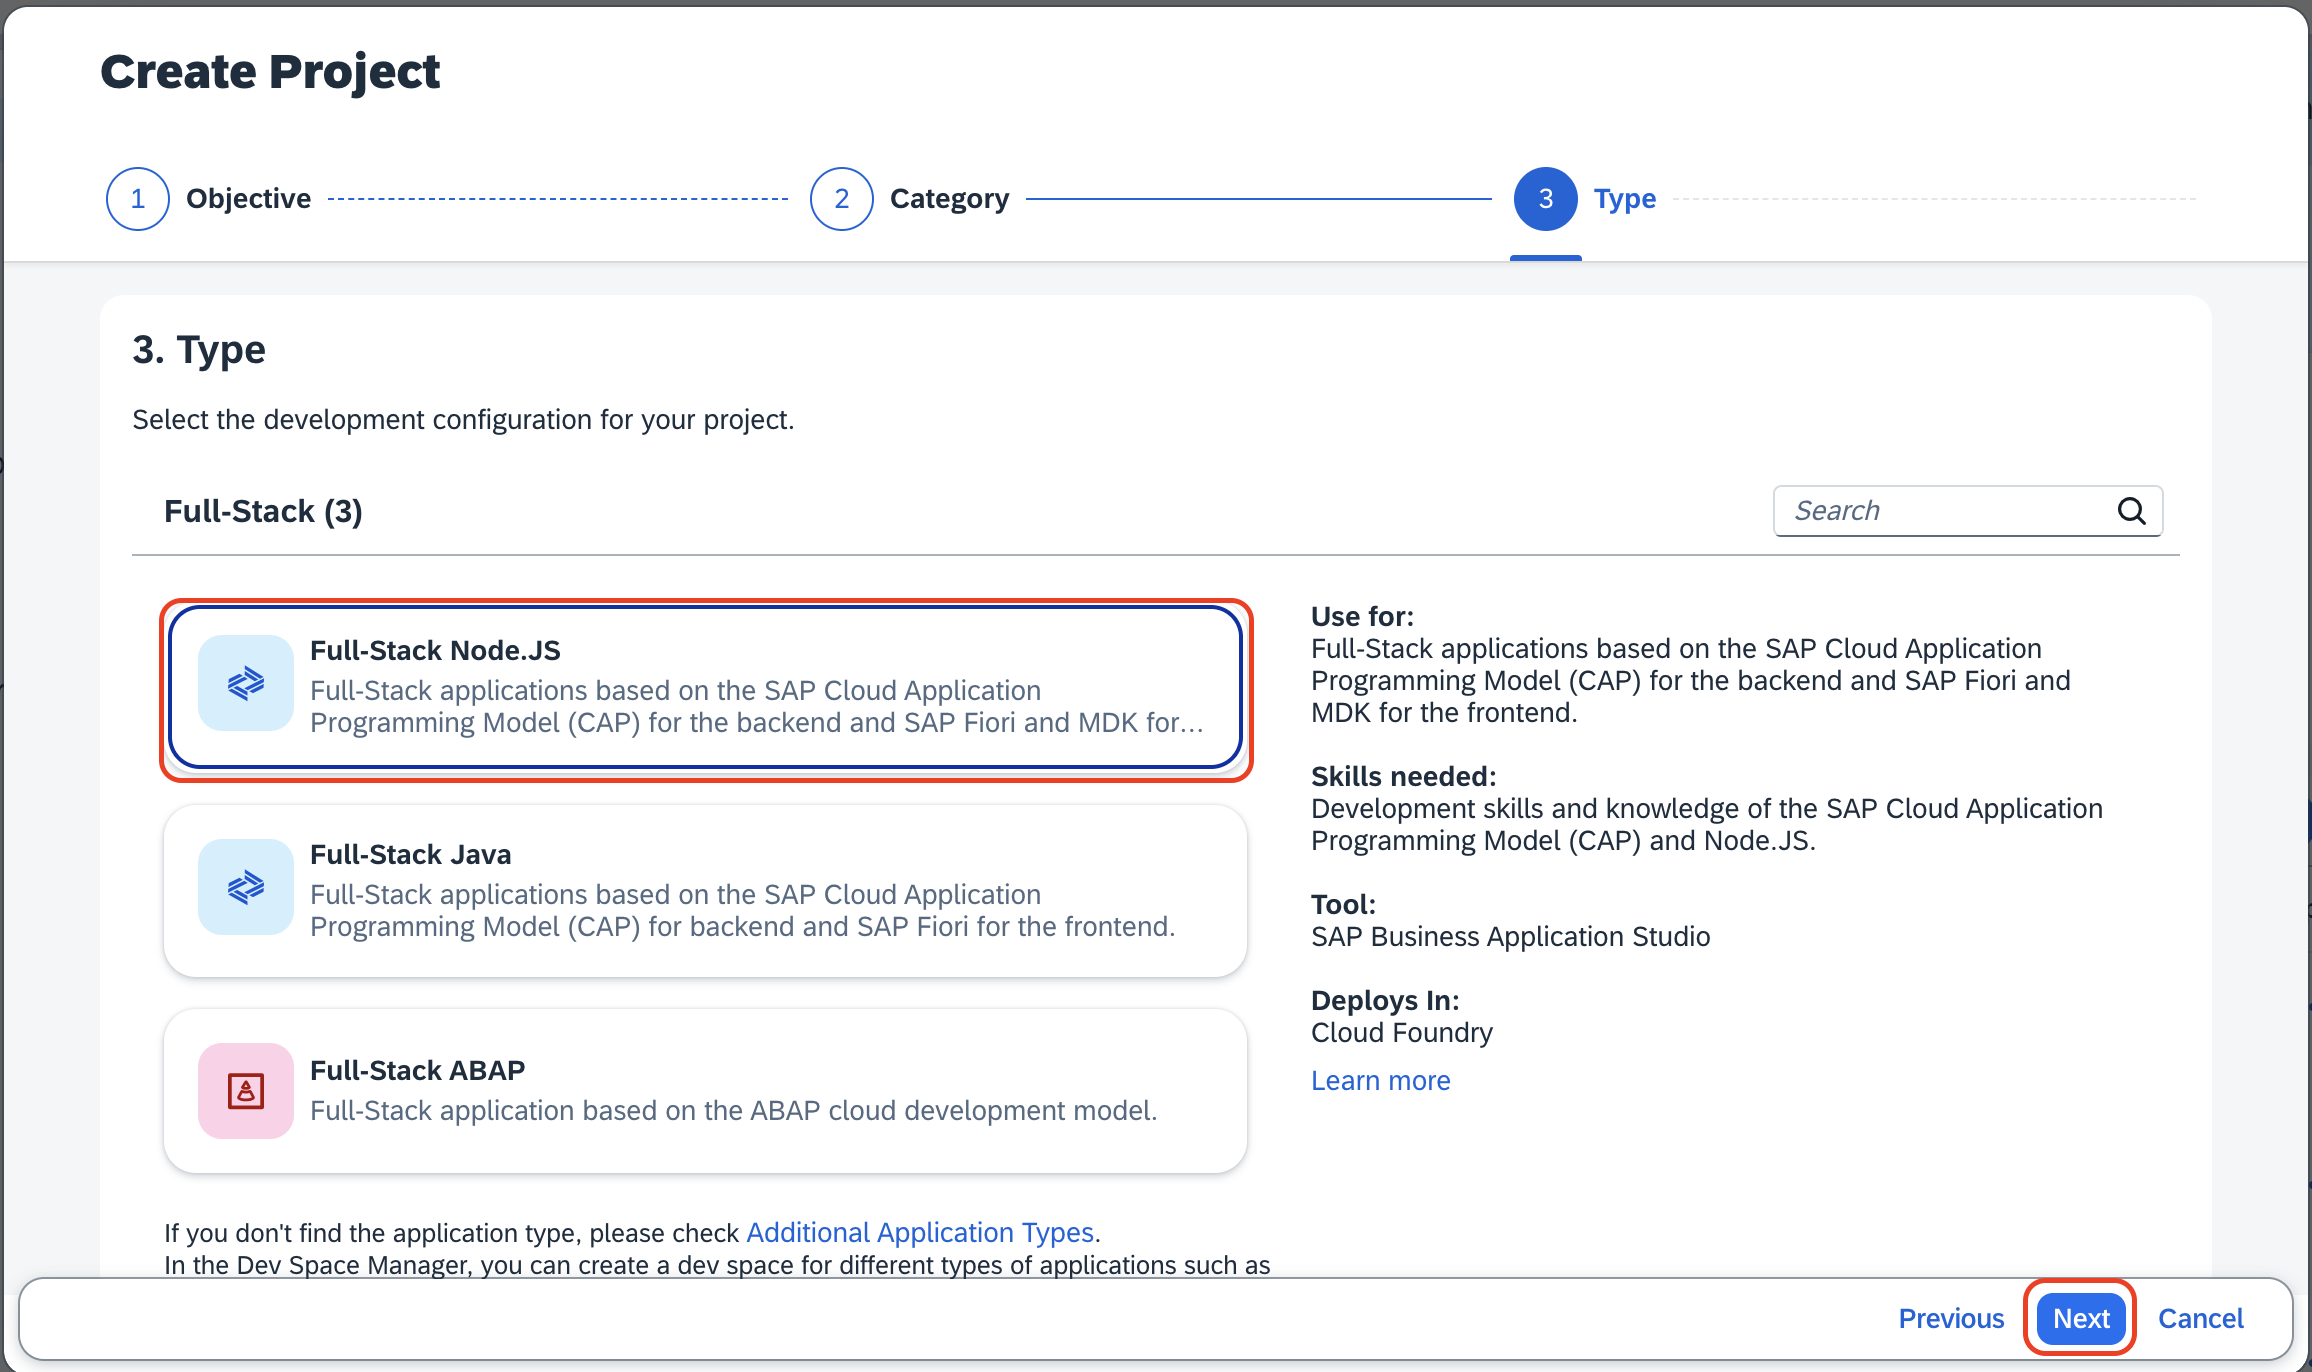 Create Project
1 Objective 2 Category 3 Type
3. Type
Select the development configuration for your project.
Full-Stack (3)
Search
Full-Stack Node.JS
Full-Stack applications based on the SAP Cloud Application
Programming Model (CAP) for the backend and SAP Fiori and MDK for...
Full-Stack Java
Full-Stack applications based on the SAP Cloud Application
Programming Model (CAP) for backend and SAP Fiori for the frontend.
Full-Stack ABAP
Full-Stack application based on the ABAP cloud development model.
Use for:
Full-Stack applications based on the SAP Cloud Application
Programming Model (CAP) for the backend and SAP Fiori and
MDK for the frontend.
Skills needed:
Development skills and knowledge of the SAP Cloud Application
Programming Model (CAP) and Node.JS.
Tool:
SAP Business Application Studio
Deploys In:
Cloud Foundry
Learn more
If you don't find the application type, please check Additional Application Types.
In the Dev Space Manager, you can create a dev space for different types of applications such as
Previous Next Cancel